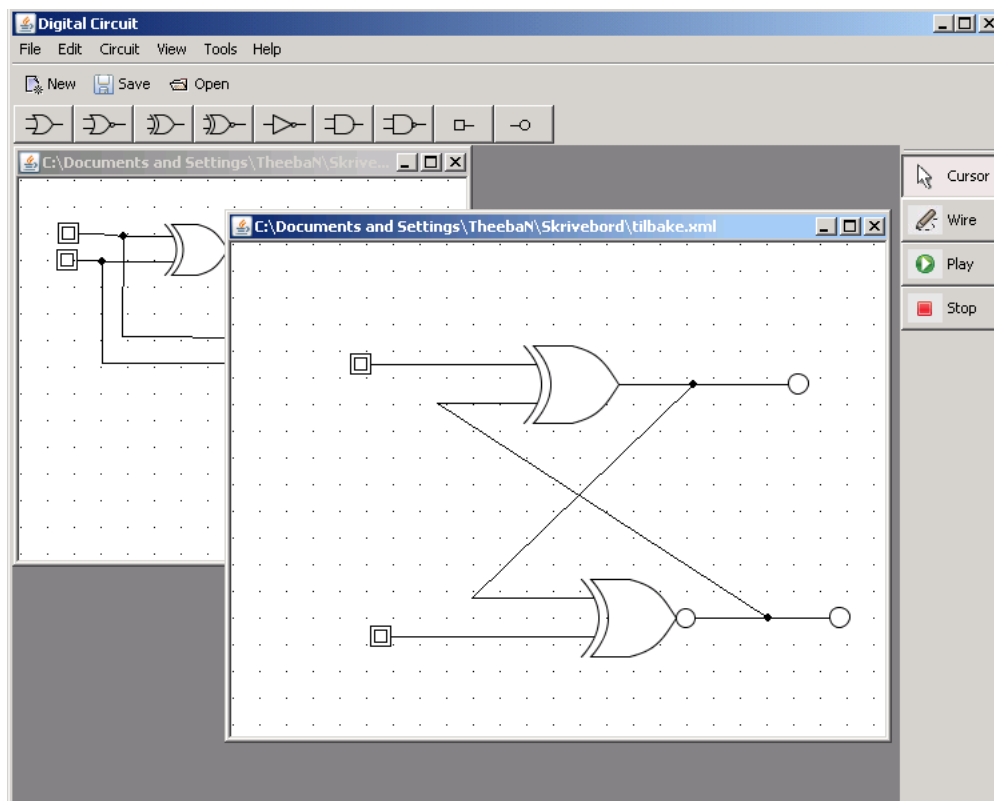 Digital Circuit
File Edit Circuit View Tools Help
New Save Open
C:\Documents and Settings\TheebaN\Skrive...
C:\Documents and Settings\TheebaN\Skrivebord\tilbake.xml
Cursor
Wire
Play
Stop